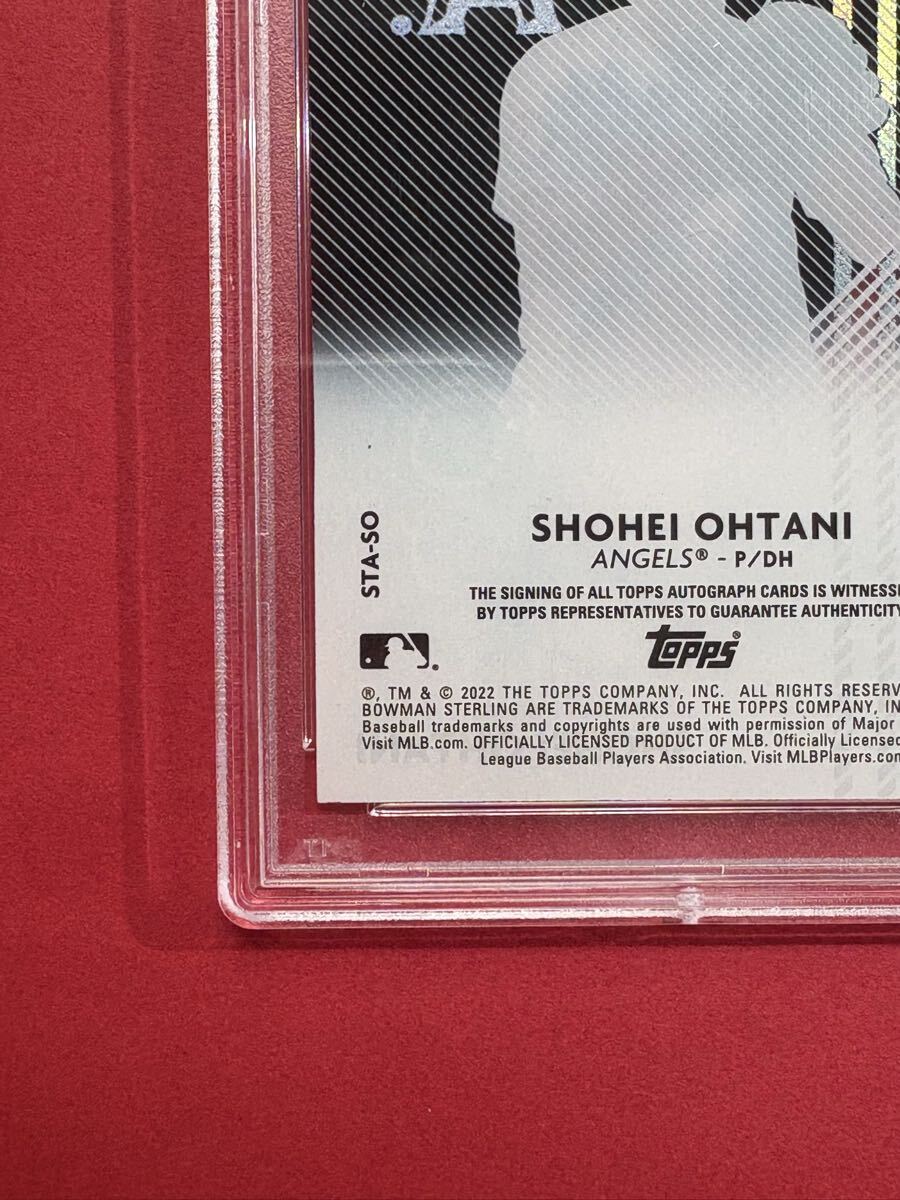 A.
STA-SO
SHOHEI OHTANI
ANGELS® - P/DH
THE SIGNING OF ALL TOPPS AUTOGRAPH CARDS IS
BY TOPPS REPRESENTATIVES TO GUARANTEE AUTHENTICITY
topps®
®, TM & © 2022 THE TOPPS COMPANY, INC. ALL RIGHTS
BOWMAN STERLING ARE TRADEMARKS OF THE TOPPS COMPANY,
Baseball trademarks and copyrights are used with permission of Major
Visit MLB.com. OFFICIALLY LICENSED PRODUCT OF MLB. Officially Licensed
League Baseball Players Association. Visit MLBPlayers.com